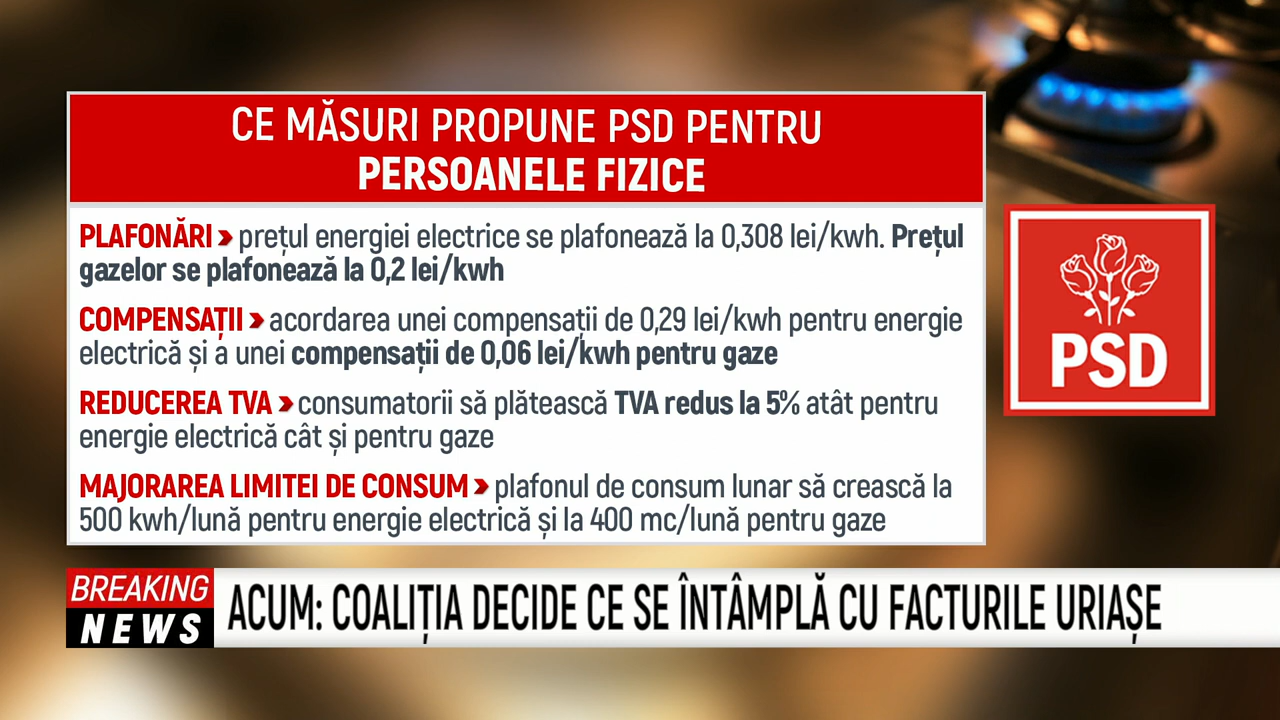 CE MĂSURI PROPUNE PSD PENTRU
PERSOANELE FIZICE
PLAFONĂRI » prețul energiei electrice se plafonează la 0,308 lei/kwh. Prețul
gazelor se plafonează la 0,2 lei/kwh
COMPENSAȚII » acordarea unei compensații de 0,29 lei/kwh pentru energie
electrică și a unei compensații de 0,06 lei/kwh pentru gaze
REDUCEREA TVA » consumatorii să plătească TVA redus la 5% atât pentru
energie electrică cât și pentru gaze
MAJORAREA LIMITEI DE CONSUM » plafonul de consum lunar să crească la
500 kwh/lună pentru energie electrică și la 400 mc/lună pentru gaze
PSD
BREAKING
NEWS
ACUM: COALIȚIA DECIDE CE SE ÎNTÂMPLĂ CU FACTURILE URIAȘE